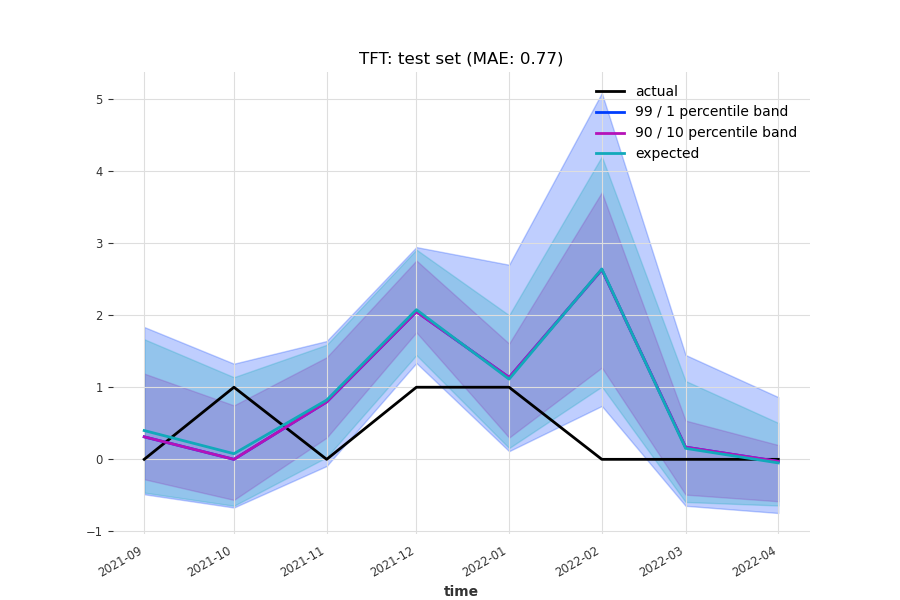 TFT: test set (MAE: 0.77)
actual
99 / 1 percentile band
90 / 10 percentile band
expected
5
4
3
2
1
0
−1
2021-09
2021-10
2021-11
2021-12
2022-01
2022-02
2022-03
2022-04
time